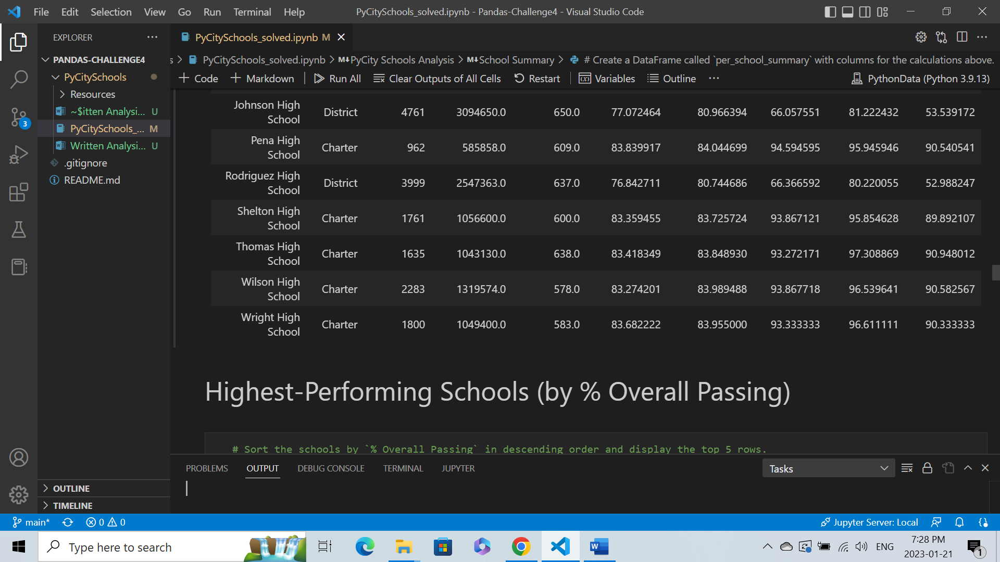 File Edit Selection View Go Run Terminal Help PyCitySchools_solved.ipynb - Pandas-Challenge4 - Visual Studio Code
EXPLORER
PyCitySchools_solved.ipynb M
PANDAS-CHALLENGE4
PyCitySchools
Resources
~$itten Analysi... U
PyCitySchools_... M
Written Analysi... U
.gitignore
README.md
OUTLINE
TIMELINE
3
s > PyCitySchools_solved.ipynb > M↓PyCity Schools Analysis > M↓School Summary > # Create a DataFrame called `per_school_summary` with columns for the calculations above.
+ Code + Markdown Run All Clear Outputs of All Cells Restart Variables Outline ... PythonData (Python 3.9.13)
Johnson High School District 4761 3094650.0 650.0 77.072464 80.966394 66.057551 81.222432 53.539172
Pena High School Charter 962 585858.0 609.0 83.839917 84.044699 94.594595 95.945946 90.540541
Rodriguez High School District 3999 2547363.0 637.0 76.842711 80.744686 66.366592 80.220055 52.988247
Shelton High School Charter 1761 1056600.0 600.0 83.359455 83.725724 93.867121 95.854628 89.892107
Thomas High School Charter 1635 1043130.0 638.0 83.418349 83.848930 93.272171 97.308869 90.948012
Wilson High School Charter 2283 1319574.0 578.0 83.274201 83.989488 93.867718 96.539641 90.582567
Wright High School Charter 1800 1049400.0 583.0 83.682222 83.955000 93.333333 96.611111 90.333333
Highest-Performing Schools (by % Overall Passing)
# Sort the schools by `% Overall Passing` in descending order and display the top 5 rows.
PROBLEMS OUTPUT DEBUG CONSOLE TERMINAL JUPYTER Tasks
main* 0 0 Jupyter Server: Local
Type here to search ENG 7:28 PM
2023-01-21
1